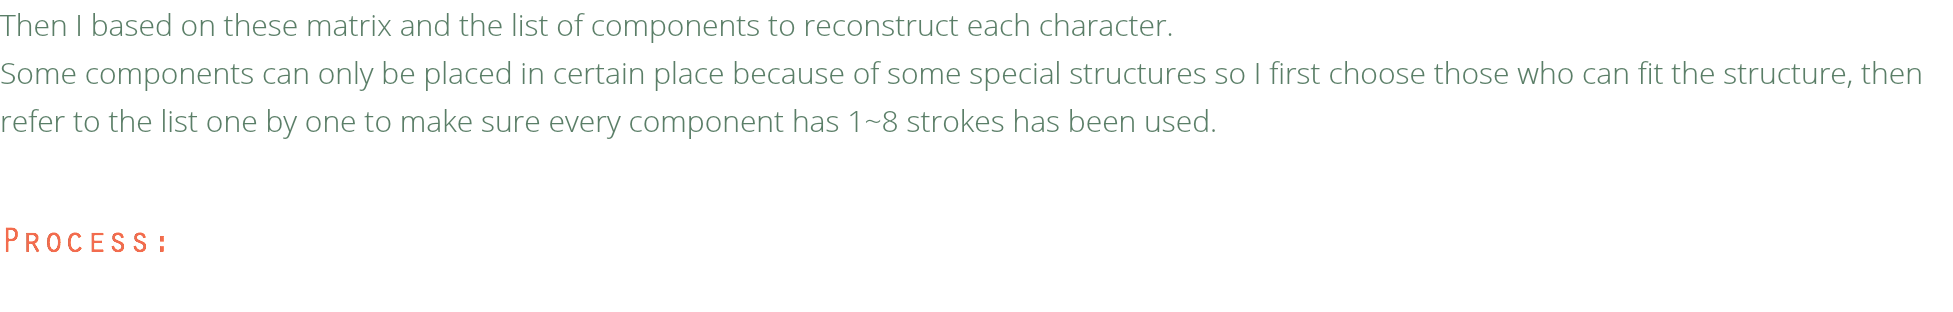 Then I based on these matrix and the list of components to reconstruct each character.
Some components can only be placed in certain place because of some special structures so I first choose those who can fit the structure, then
refer to the list one by one to make sure every component has 1~8 strokes has been used.
Process: